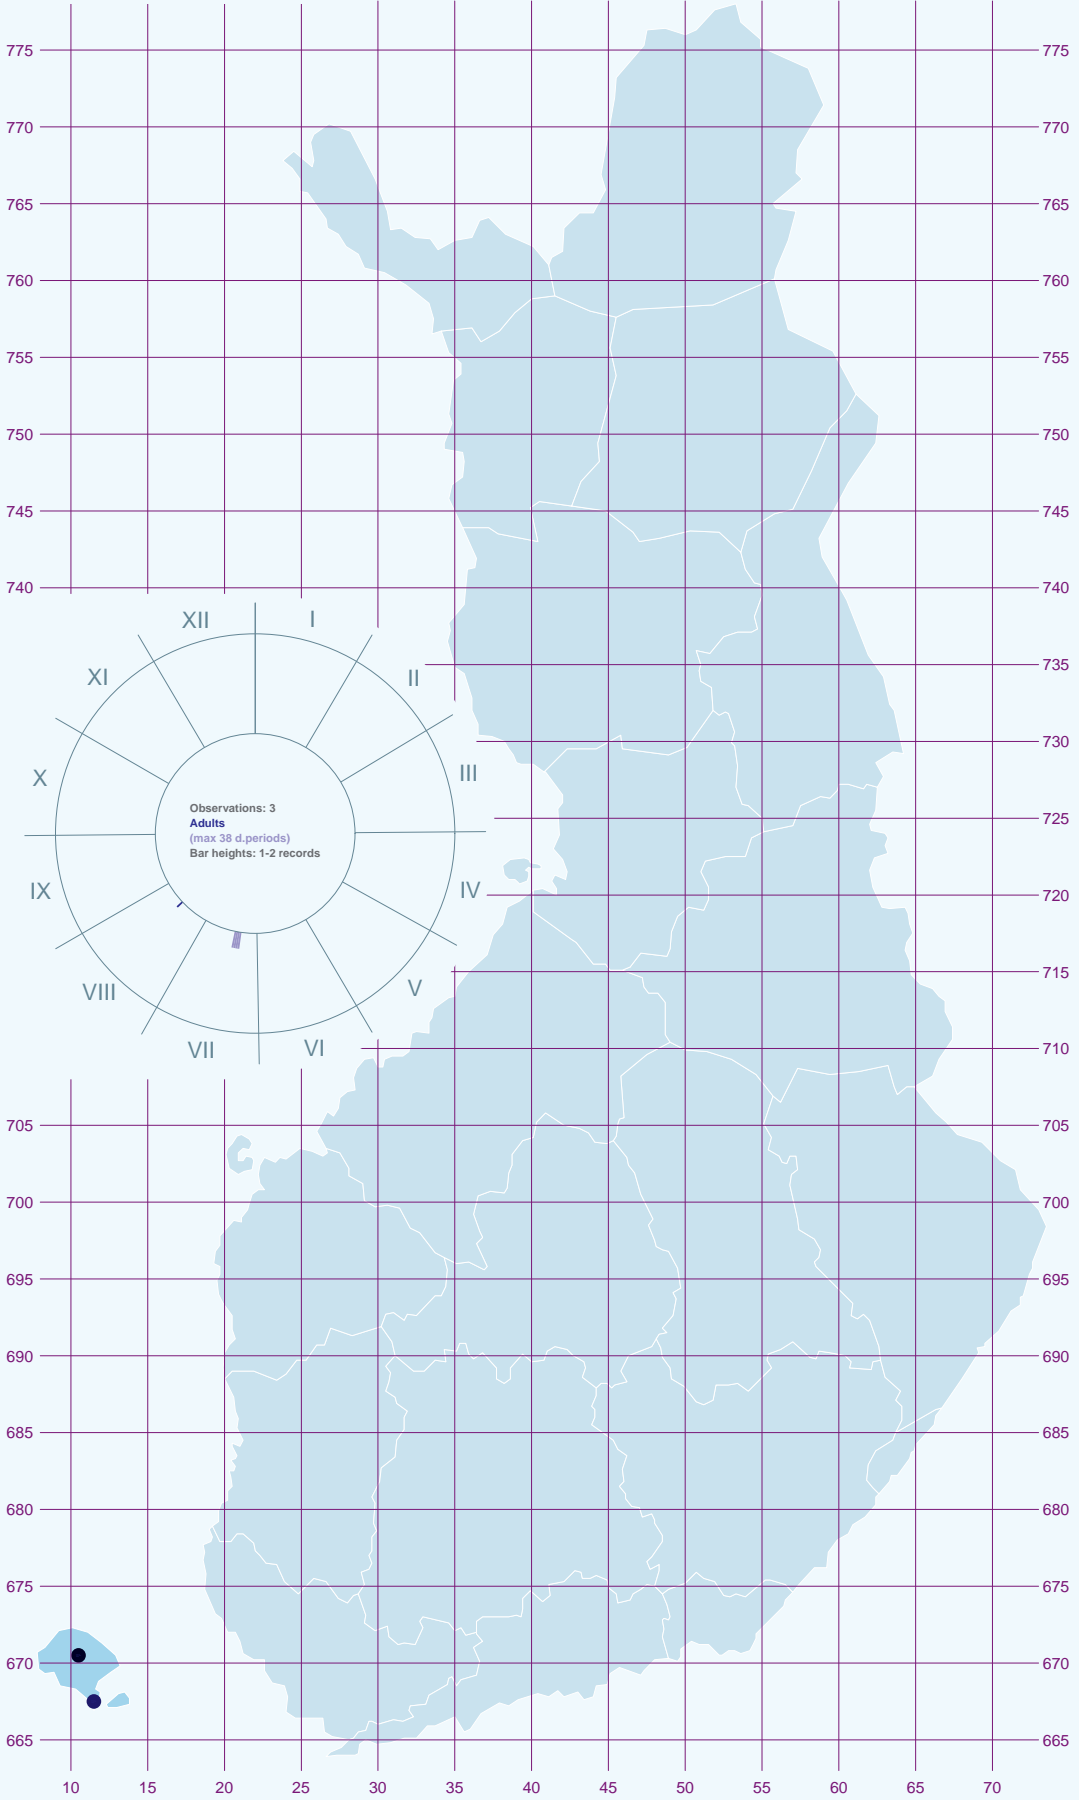 775 775
770 770
765 765
760 760
755 755
750 750
745 745
740 740
XII I
XI II
735
730
X III
Observations: 3
Adults
(max 38 d.periods)
Bar heights: 1-2 records
725
IX IV
720
VIII V
715
VII VI
710
705 705
700 700
695 695
690 690
685 685
680 680
675 675
670 670
665 665
10 15 20 25 30 35 40 45 50 55 60 65 70